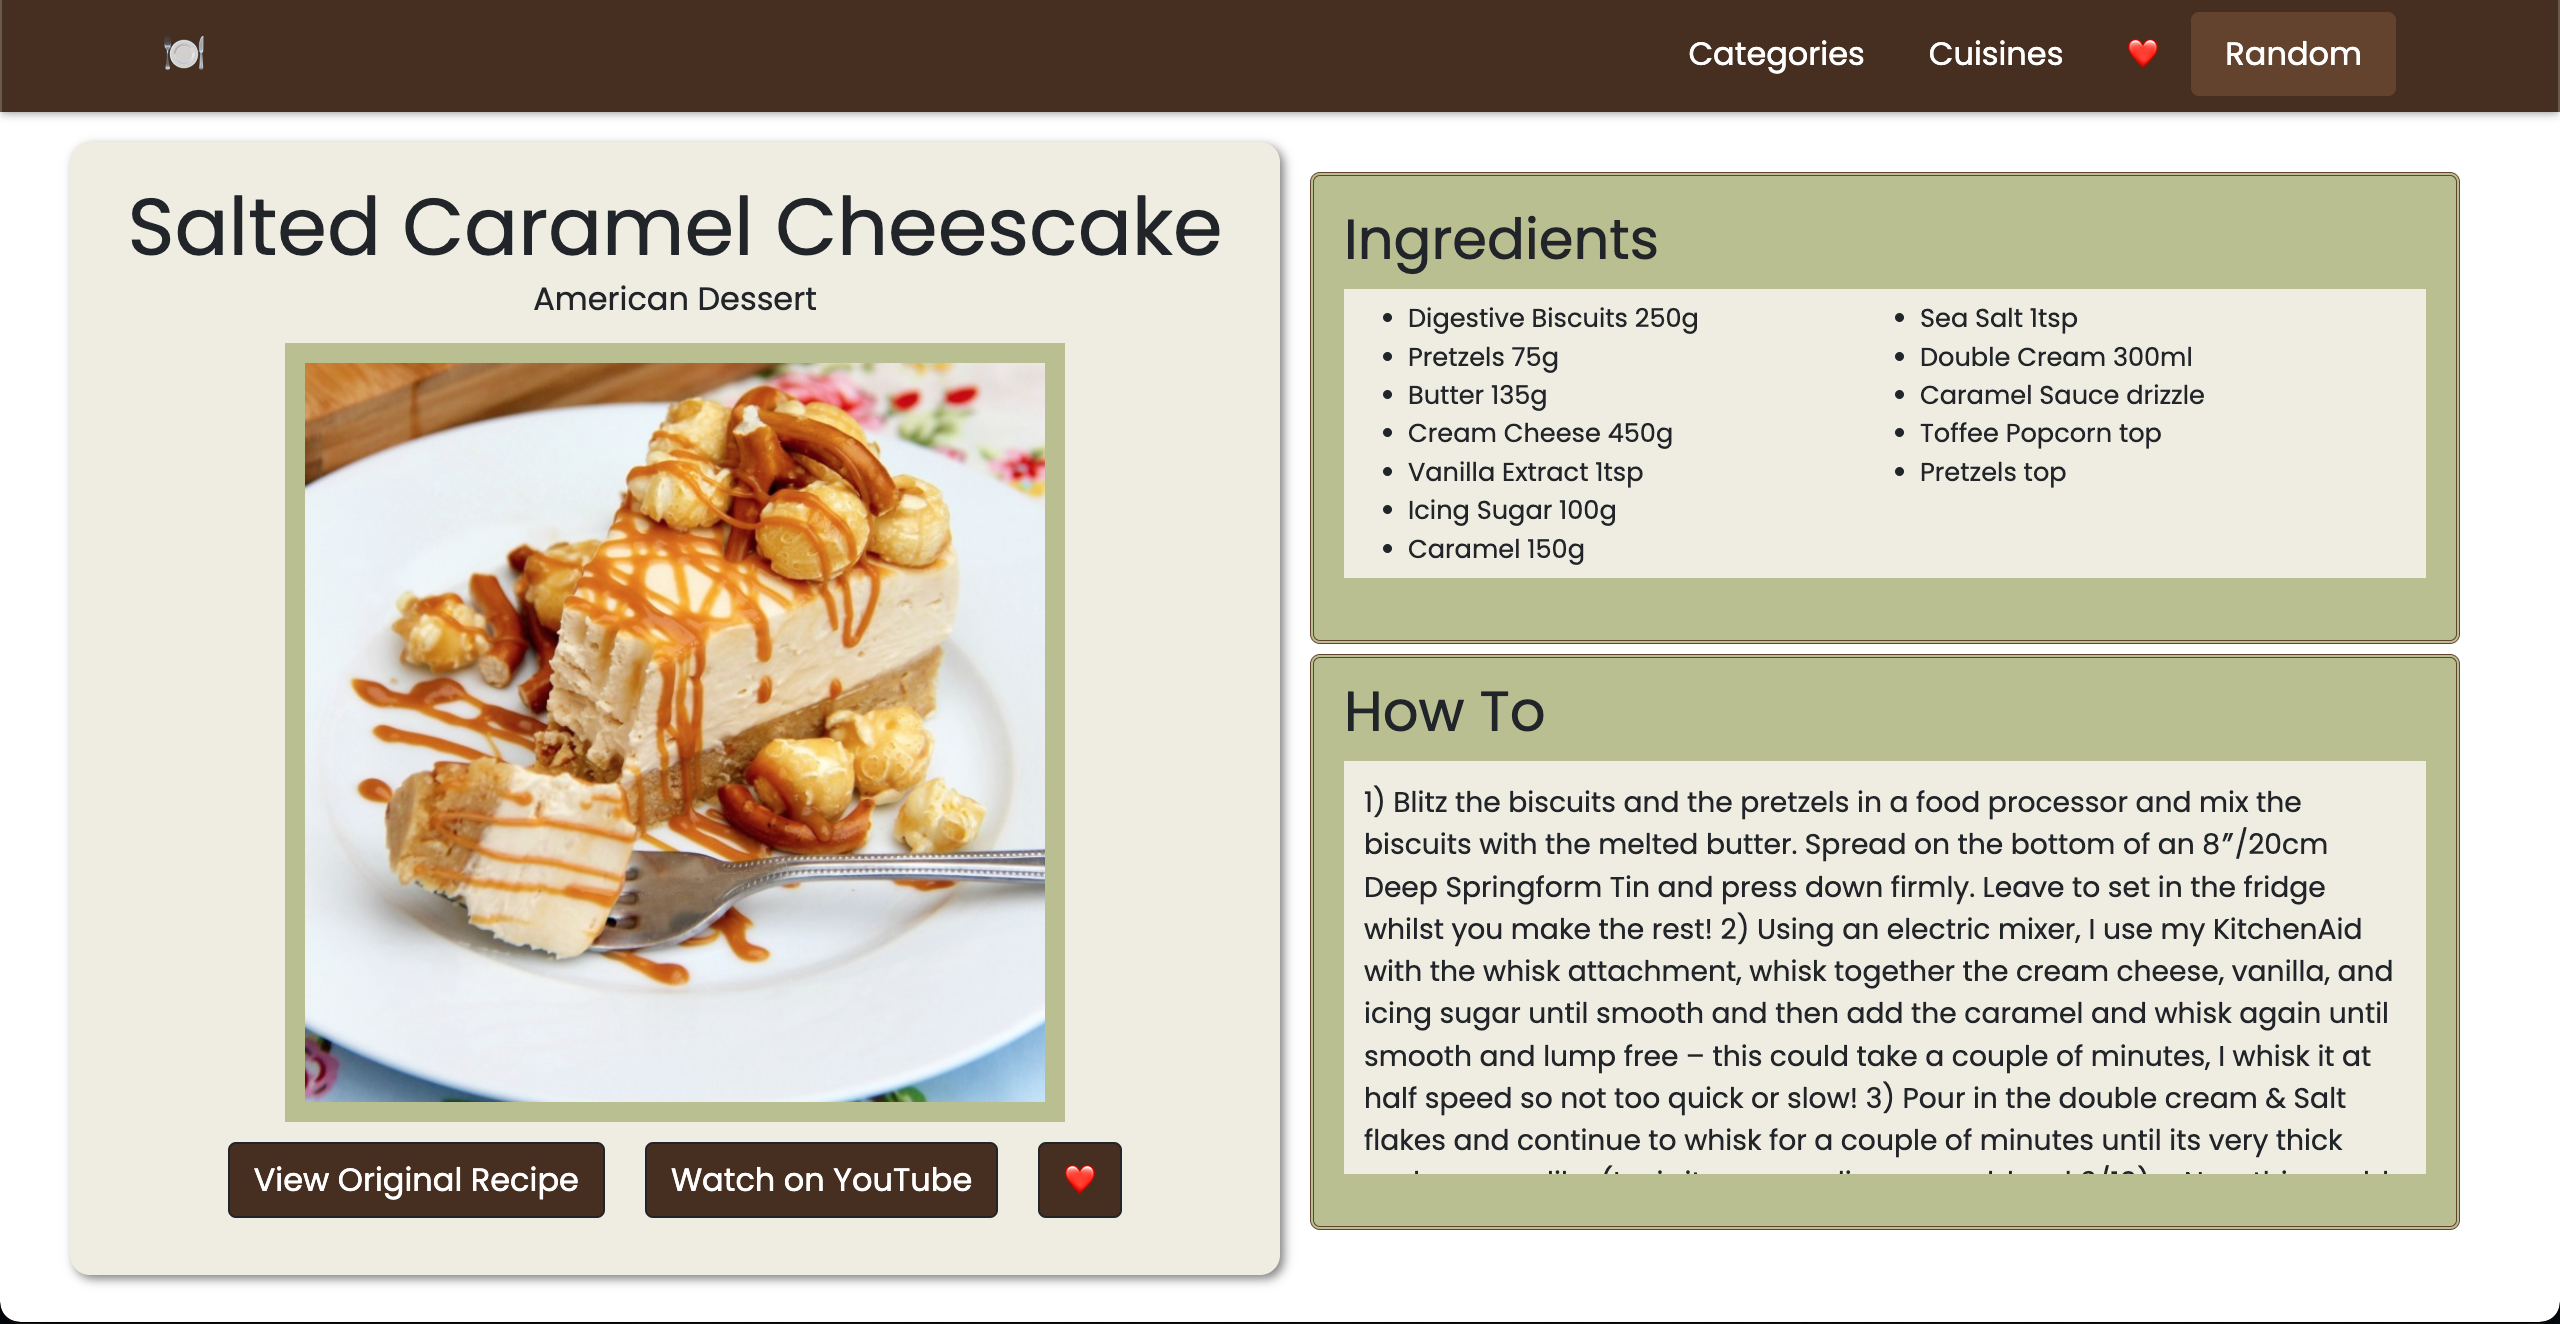 Categories
Cuisines
Random
Salted Caramel Cheescake
American Dessert
View Original Recipe
Watch on YouTube
Ingredients
Digestive Biscuits 250g
Pretzels 75g
Butter 135g
Cream Cheese 450g
Vanilla Extract 1tsp
Icing Sugar 100g
Caramel 150g
Sea Salt 1tsp
Double Cream 300ml
Caramel Sauce drizzle
Toffee Popcorn top
Pretzels top
How To
1) Blitz the biscuits and the pretzels in a food processor and mix the
biscuits with the melted butter. Spread on the bottom of an 8″/20cm
Deep Springform Tin and press down firmly. Leave to set in the fridge
whilst you make the rest! 2) Using an electric mixer, I use my KitchenAid
with the whisk attachment, whisk together the cream cheese, vanilla, and
icing sugar until smooth and then add the caramel and whisk again until
smooth and lump free – this could take a couple of minutes, I whisk it at
half speed so not too quick or slow! 3) Pour in the double cream & Salt
flakes and continue to whisk for a couple of minutes until its very thick